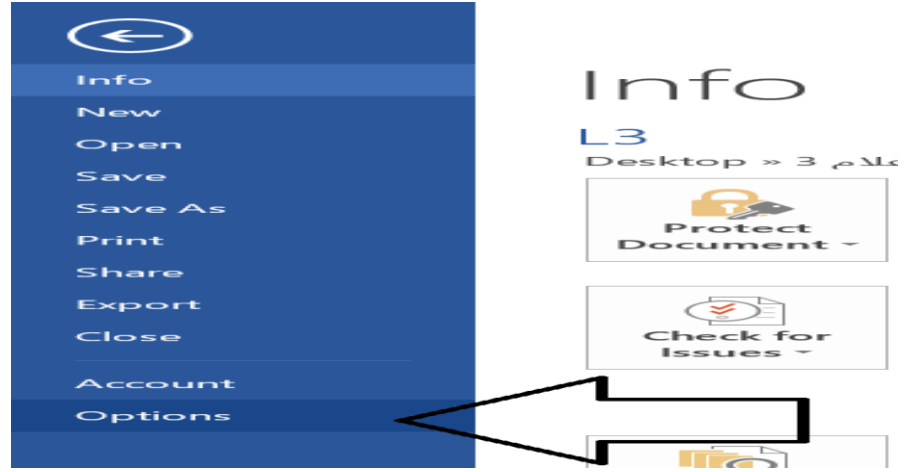 Info
New
Open
Save
Save As
Print
Share
Export
Close
Account
Options
Info
L3
Desktop » 3
Protect
Document
Check for
Issues